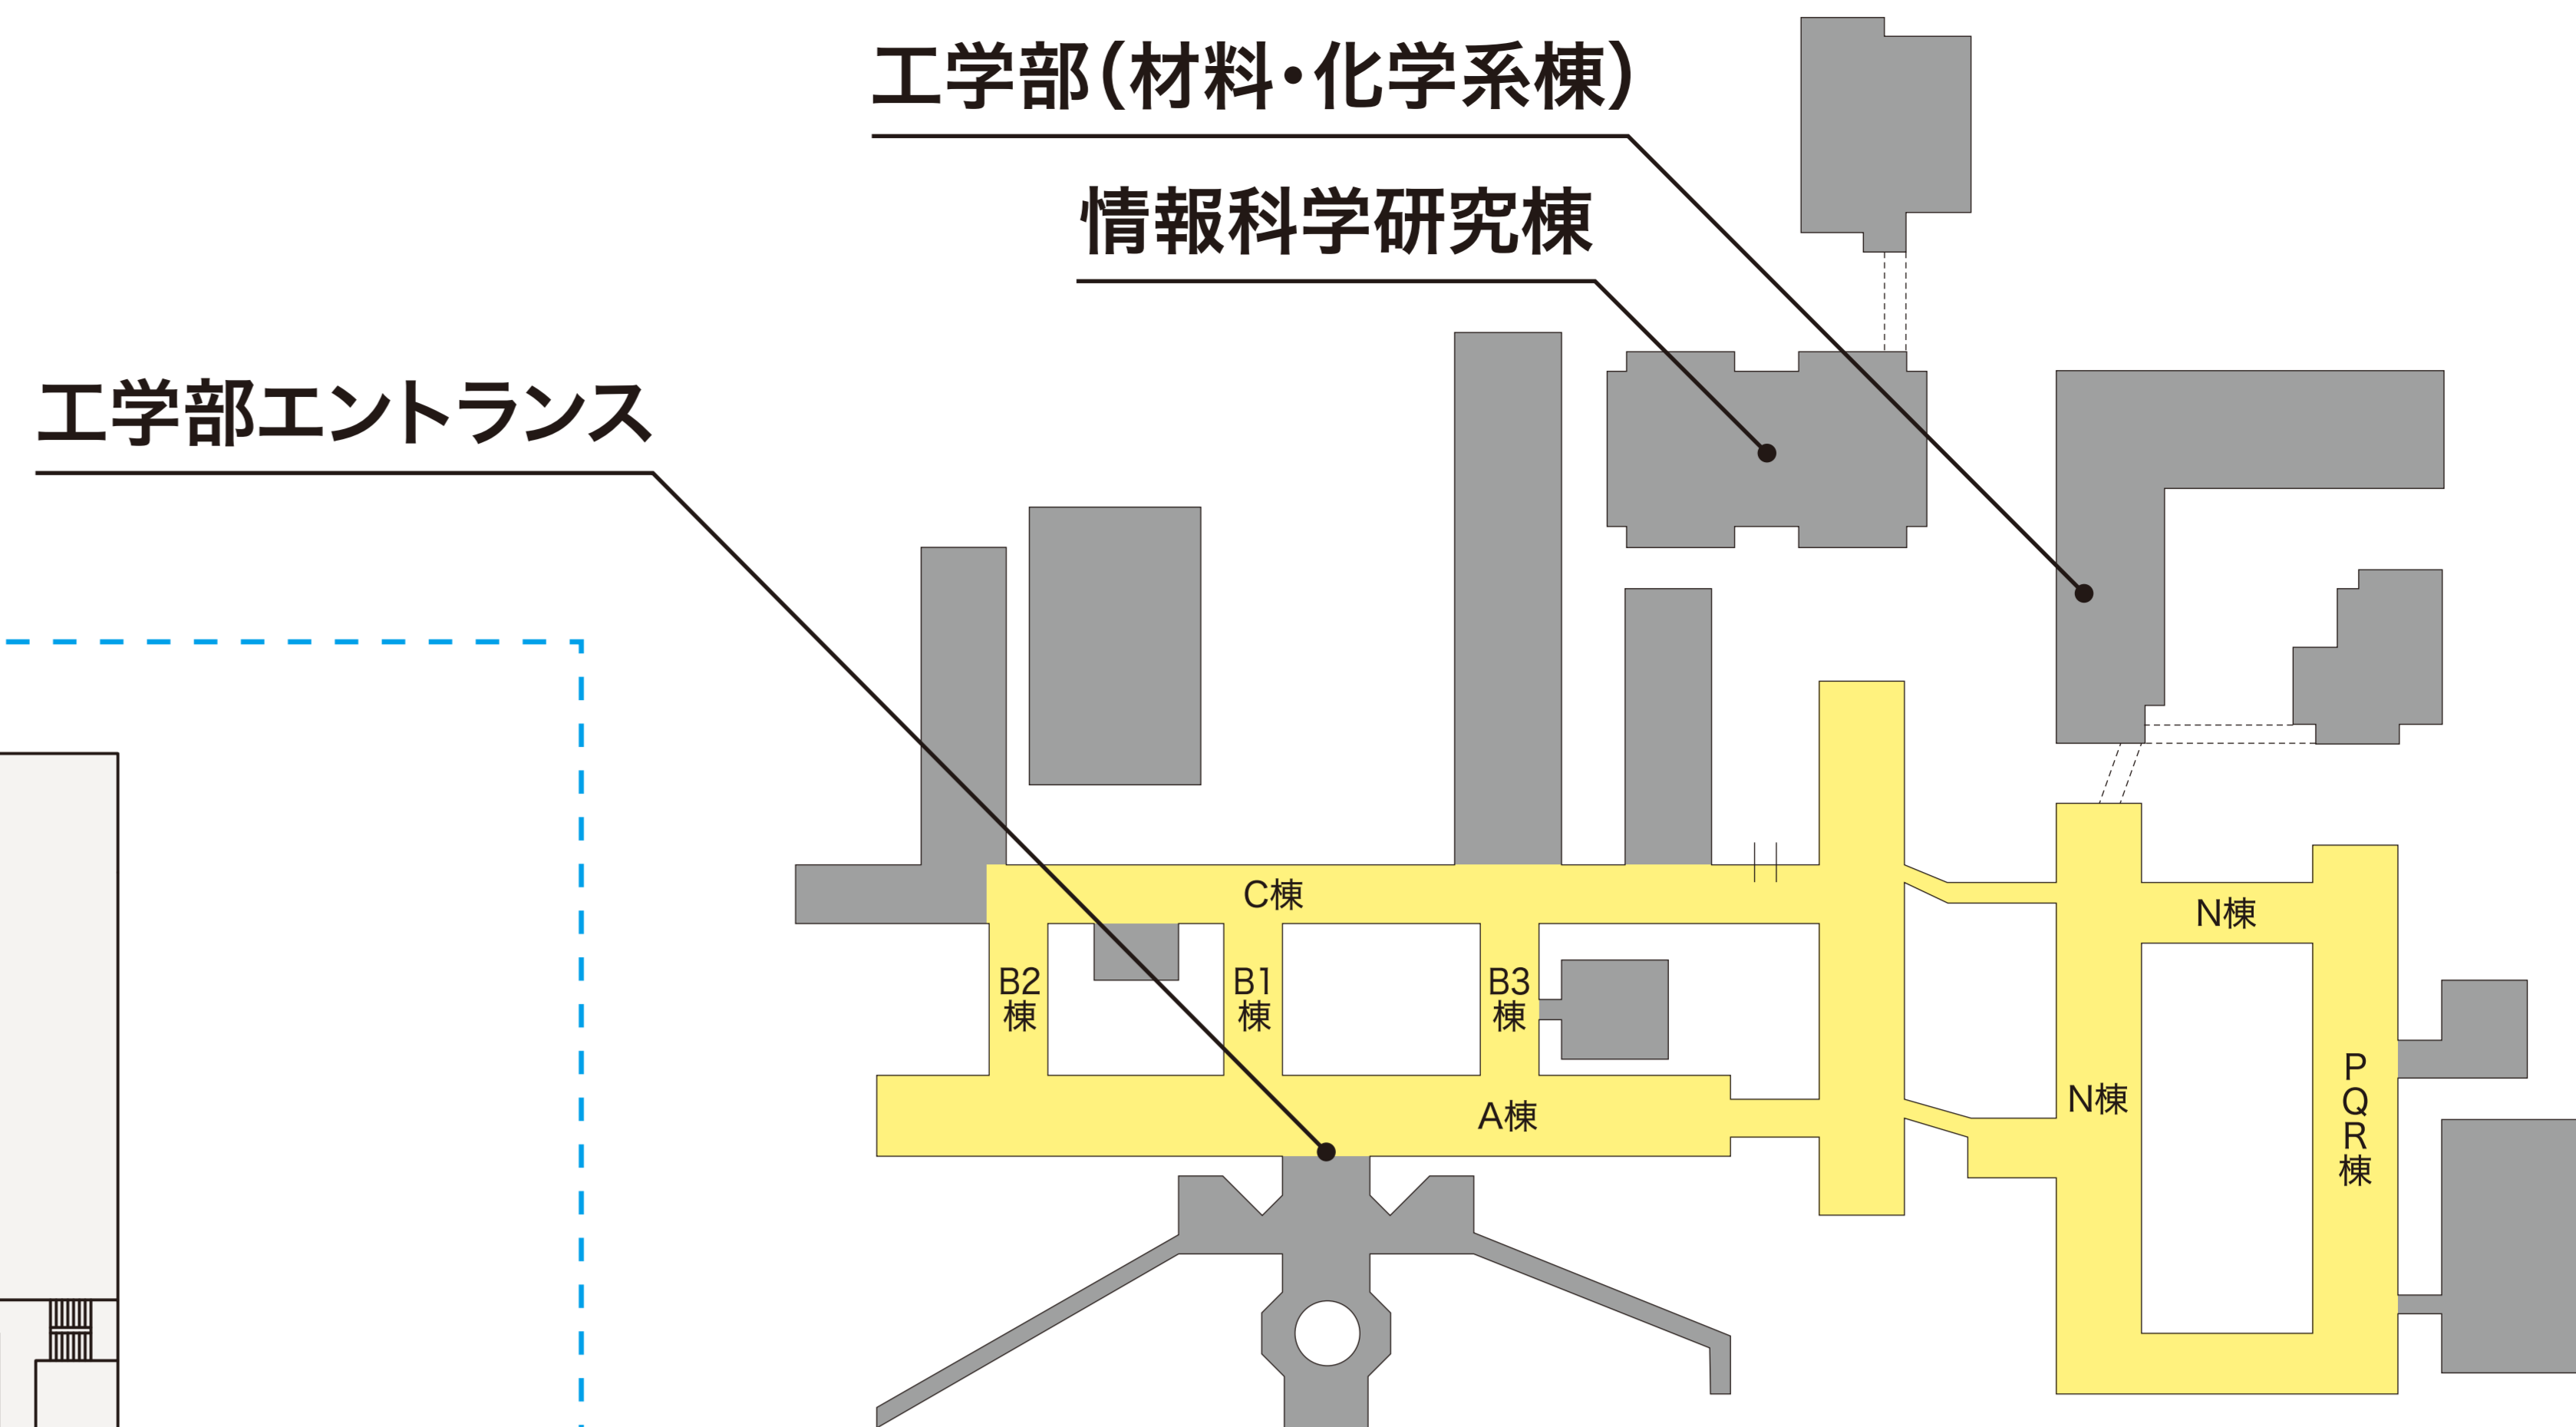 工学部(材料・化学系棟)
情報科学研究棟
工学部エントランス
C棟
N棟
B2
棟
B1
棟
B3
棟
A棟
N棟
P
Q
R
棟